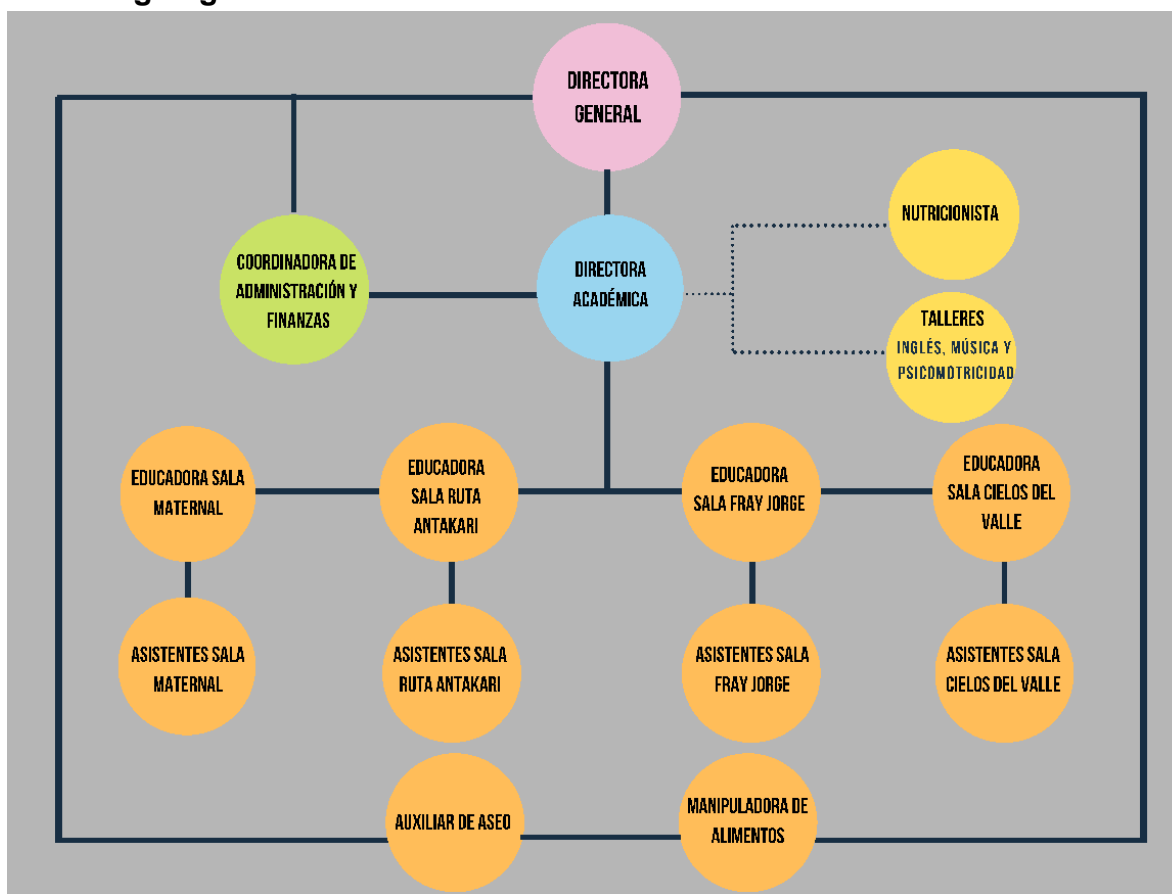 DIRECTORA
GENERAL
NUTRICIONISTA
COORDINADORA DE
ADMINISTRACIÓN Y
FINANZAS
DIRECTORA
ACADÉMICA
TALLERES
INGLÉS, MÚSICA Y
PSICOMOTRICIDAD
EDUCADORA SALA
MATERNAL
EDUCADORA
SALA RUTA
ANTAKARI
EDUCADORA
SALA FRAY JORGE
EDUCADORA
SALA CIELOS DEL
VALLE
ASISTENTES SALA
MATERNAL
ASISTENTES SALA
RUTA ANTAKARI
ASISTENTES SALA
FRAY JORGE
ASISTENTES SALA
CIELOS DEL VALLE
AUXILIAR DE ASEO
MANIPULADORA DE
ALIMENTOS